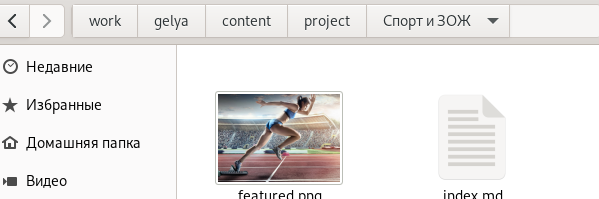 work gelya content project Спорт и ЗОЖ
Недавние
Избранные
Домашняя папка
Видео
featured.png index.md